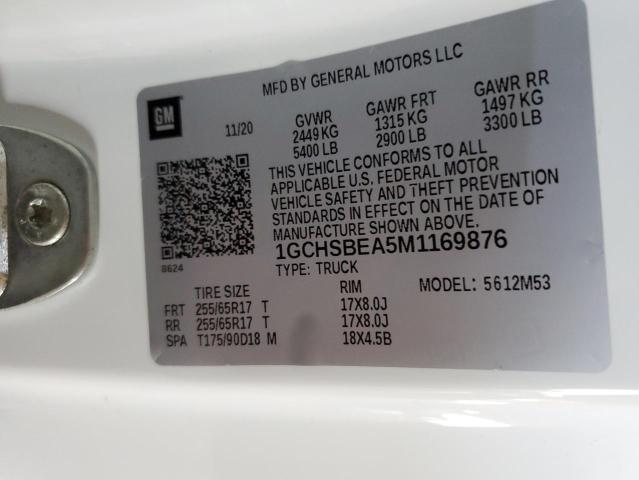 MFD BY GENERAL MOTORS LLC
GM
11/20
GVWR GAWR FRT GAWR RR
2449 KG 1315 KG 1497 KG
5400 LB 2900 LB 3300 LB
THIS VEHICLE CONFORMS TO ALL
APPLICABLE U.S. FEDERAL MOTOR
VEHICLE SAFETY AND THEFT PREVENTION
STANDARDS IN EFFECT ON THE DATE OF
MANUFACTURE SHOWN ABOVE.
1GCHSBEA5M1169876
8624
TYPE: TRUCK
TIRE SIZE RIM MODEL: 5612M53
FRT 255/65R17 T 17X8.0J
RR 255/65R17 T 17X8.0J
SPA T175/90D18 M 18X4.5B